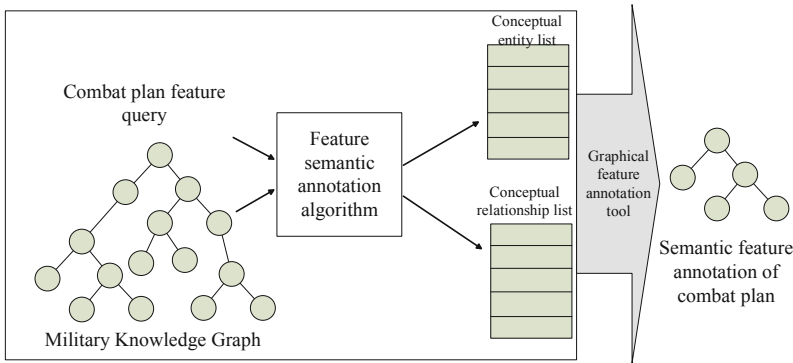 Combat plan feature
query
Military Knowledge Graph
Feature
semantic
annotation
algorithm
Conceptual
entity list
Conceptual
relationship list
Graphical
feature
annotation
tool
Semantic feature
annotation of
combat plan